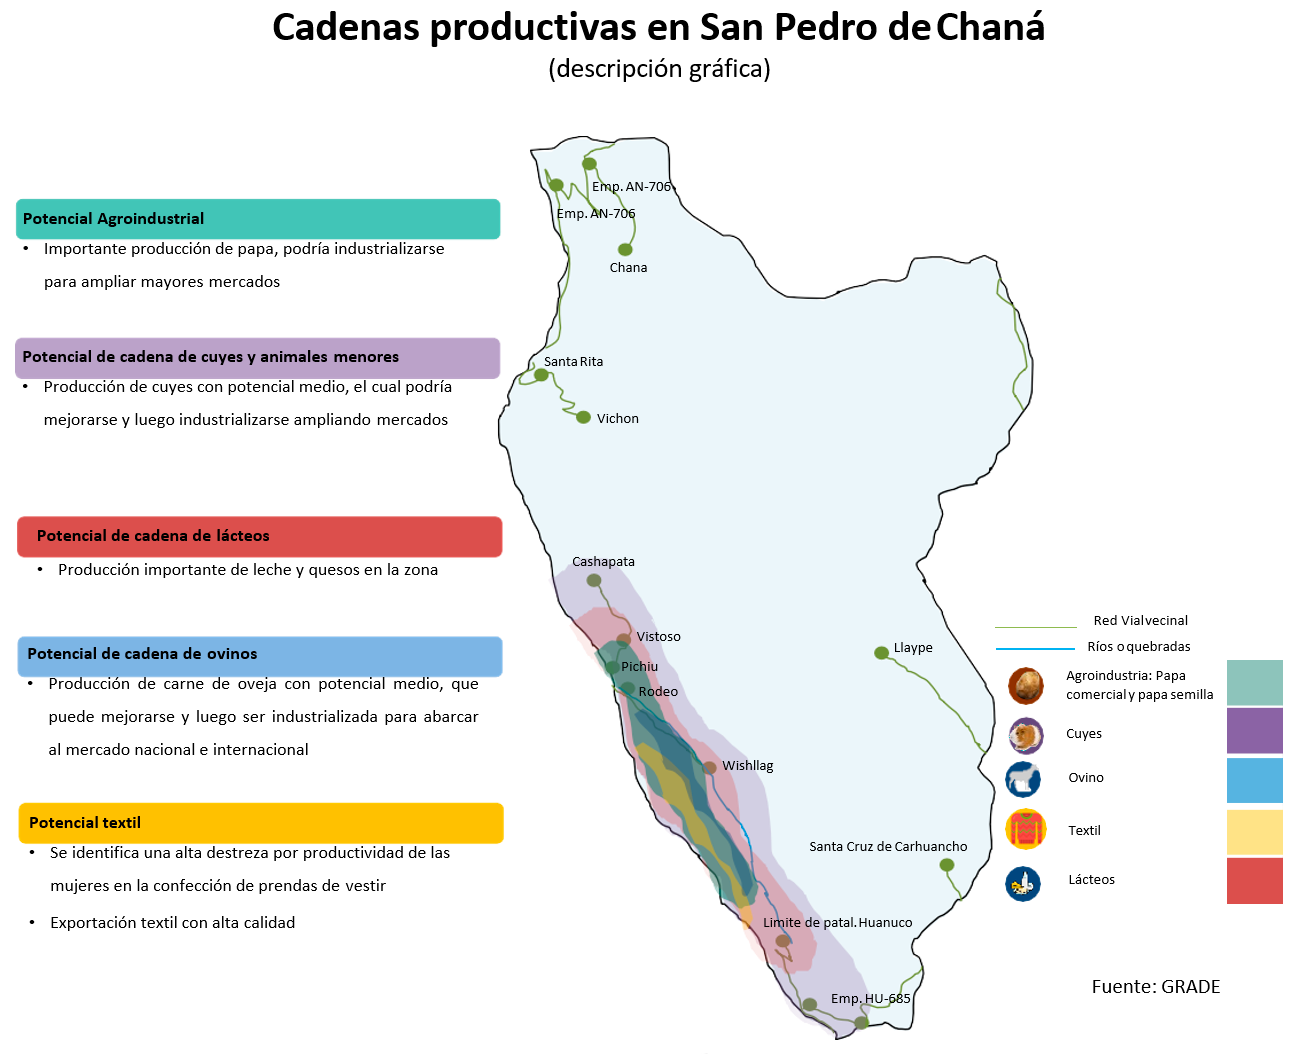 Cadenas productivas en San Pedro de Chaná
(descripción gráfica)
Potencial Agroindustrial
• Importante producción de papa, podría industrializarse
para ampliar mayores mercados
Potencial de cadena de cuyes y animales menores
• Producción de cuyes con potencial medio, el cual podría
mejorarse y luego industrializarse ampliando mercados
Potencial de cadena de lácteos
• Producción importante de leche y quesos en la zona
Potencial de cadena de ovinos
• Producción de carne de oveja con potencial medio, que
puede mejorarse y luego ser industrializada para abarcar
al mercado nacional e internacional
Potencial textil
• Se identifica una alta destreza por productividad de las
mujeres en la confección de prendas de vestir
• Exportación textil con alta calidad
Emp. AN-706
Emp. AN-706
Chana
Santa Rita
Vichon
Cashapata
Vistoso
Pichiu
Rodeo
Wishllag
Llaype
Santa Cruz de Carhuancho
Limite de patal. Huanuco
Emp. HU-685
Red Vial vecinal
Ríos o quebradas
Agroindustria: Papa
comercial y papa semilla
Cuyes
Ovino
Textil
Lácteos
Fuente: GRADE